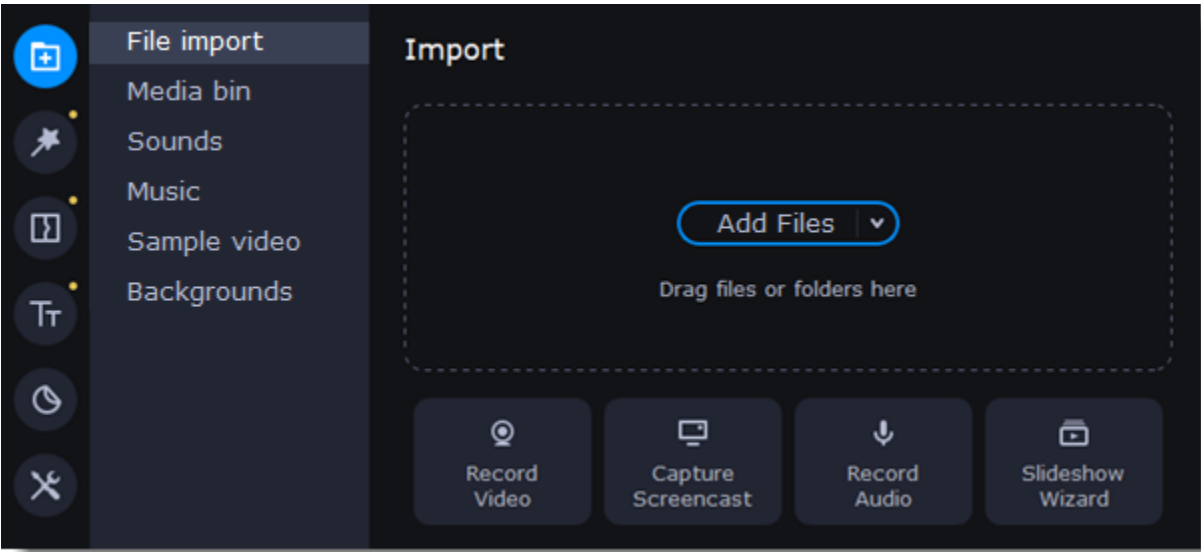 File import
Media bin
Sounds
Music
Sample video
Backgrounds
Import
Add Files
Drag files or folders here
Record
Video
Capture
Screencast
Record
Audio
Slideshow
Wizard
TT